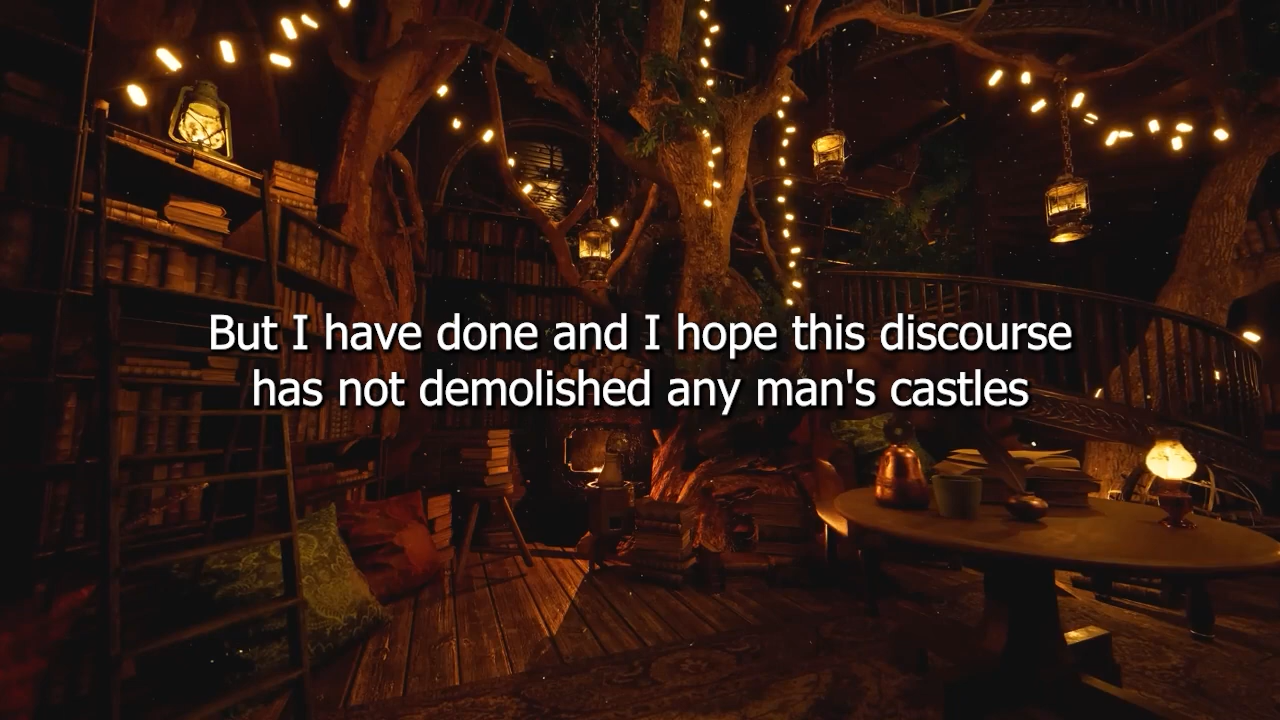 But I have done and I hope this discourse
has not demolished any man's castles